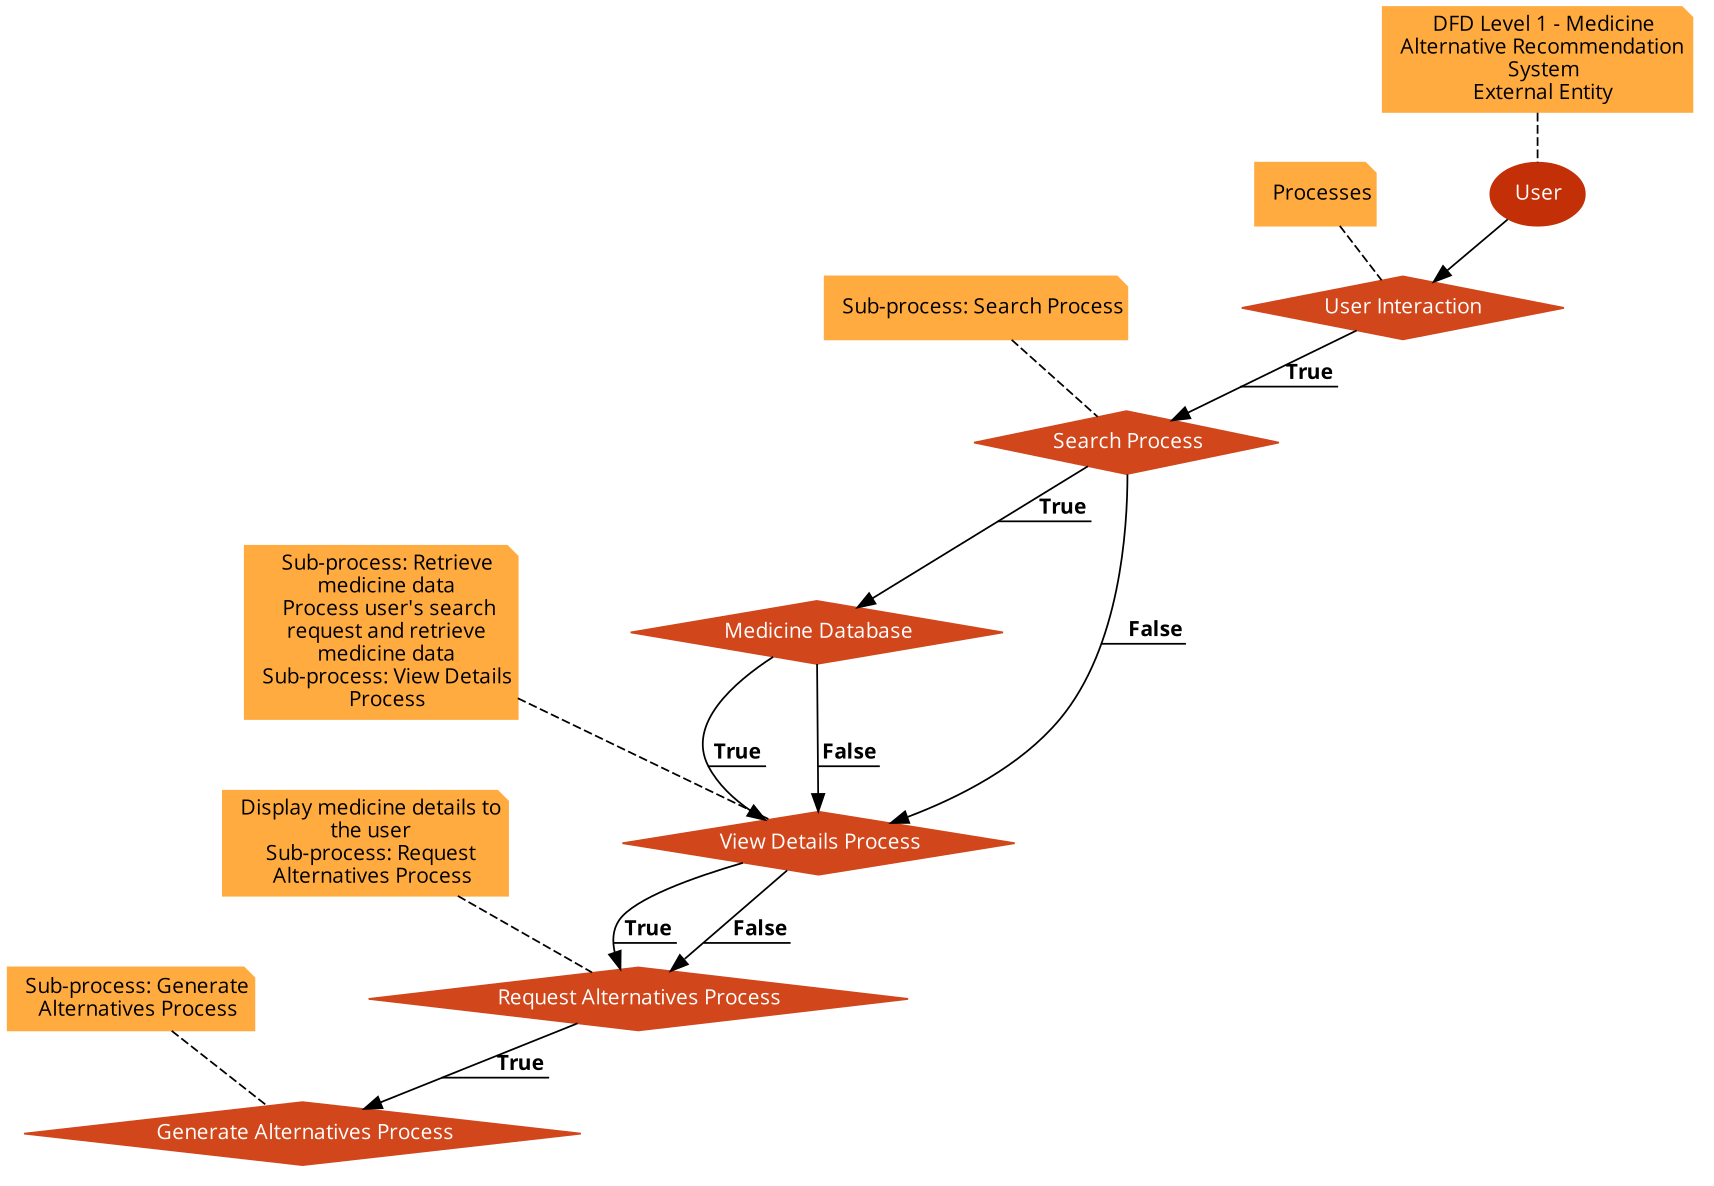 DFD Level 1 - Medicine
Alternative Recommendation
System
External Entity
Processes
User
Sub-process: Search Process
User Interaction
True
Search Process
True
Sub-process: Retrieve
medicine data
Process user's search
request and retrieve
medicine data
Sub-process: View Details
Process
Medicine Database
False
True
False
Display medicine details to
the user
Sub-process: Request
Alternatives Process
View Details Process
True
False
Sub-process: Generate
Alternatives Process
Request Alternatives Process
True
Generate Alternatives Process